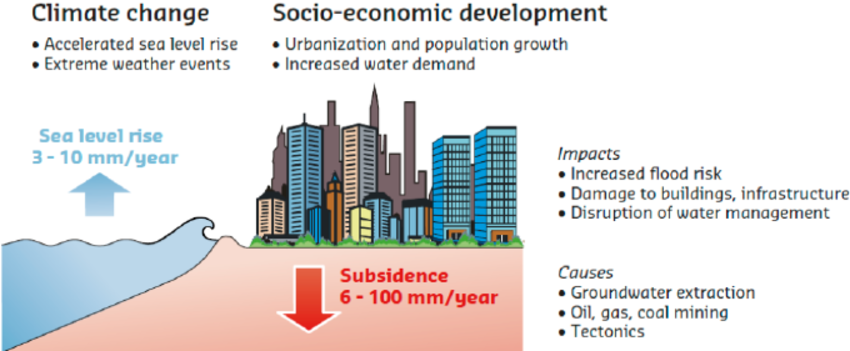 Climate change
• Accelerated sea level rise
• Extreme weather events
Socio-economic development
• Urbanization and population growth
• Increased water demand
Sea level rise
3 - 10 mm/year
Impacts
• Increased flood risk
• Damage to buildings, infrastructure
• Disruption of water management
Subsidence
6 - 100 mm/year
Causes
• Groundwater extraction
• Oil, gas, coal mining
• Tectonics